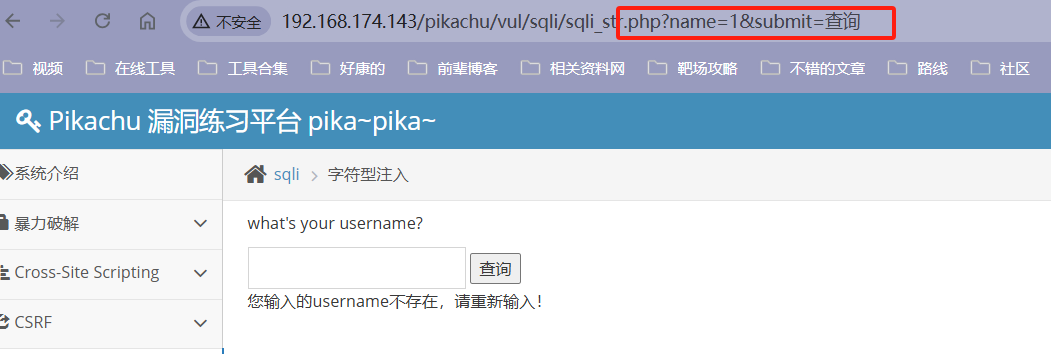 不安全 192.168.174.143/pikachu/vul/sqli/sqli_str.php?name=1&submit=查询
视频 在线工具 工具合集 好康的 前辈博客 相关资料网 靶场攻略 不错的文章 路线 社区
Pikachu 漏洞练习平台 pika~pika~
系统介绍
sqli 字符型注入
暴力破解
what's your username?
查询
Cross-Site Scripting
您输入的username不存在，请重新输入！
CSRF